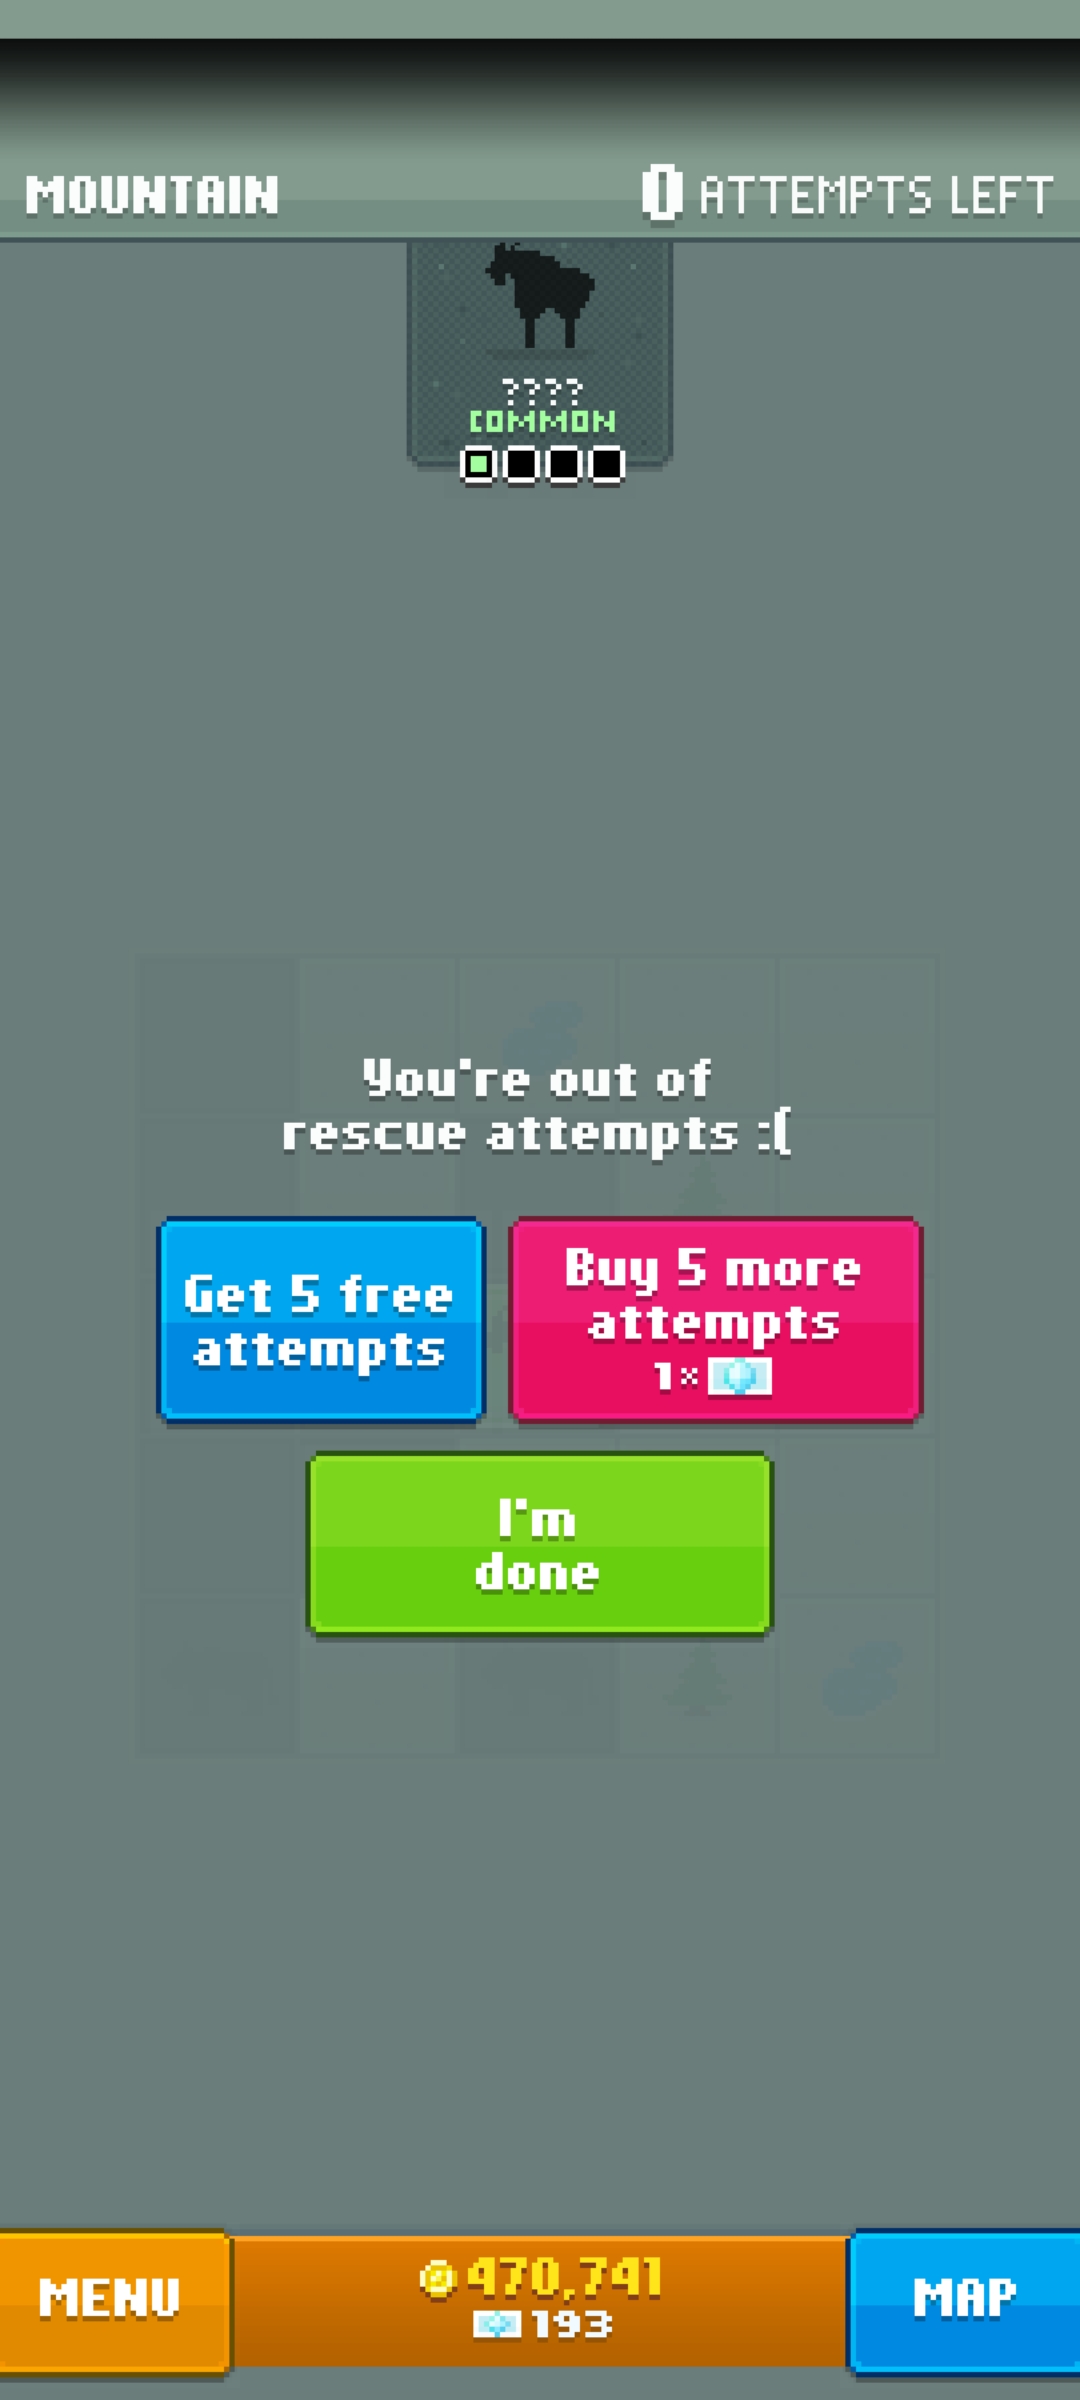 MOUNTAIN
0 ATTEMPTS LEFT
????
COMMON
You're out of
rescue attempts :(
Get 5 free
attempts
Buy 5 more
attempts
1×
I'm
done
MENU
470,741
193
MAP